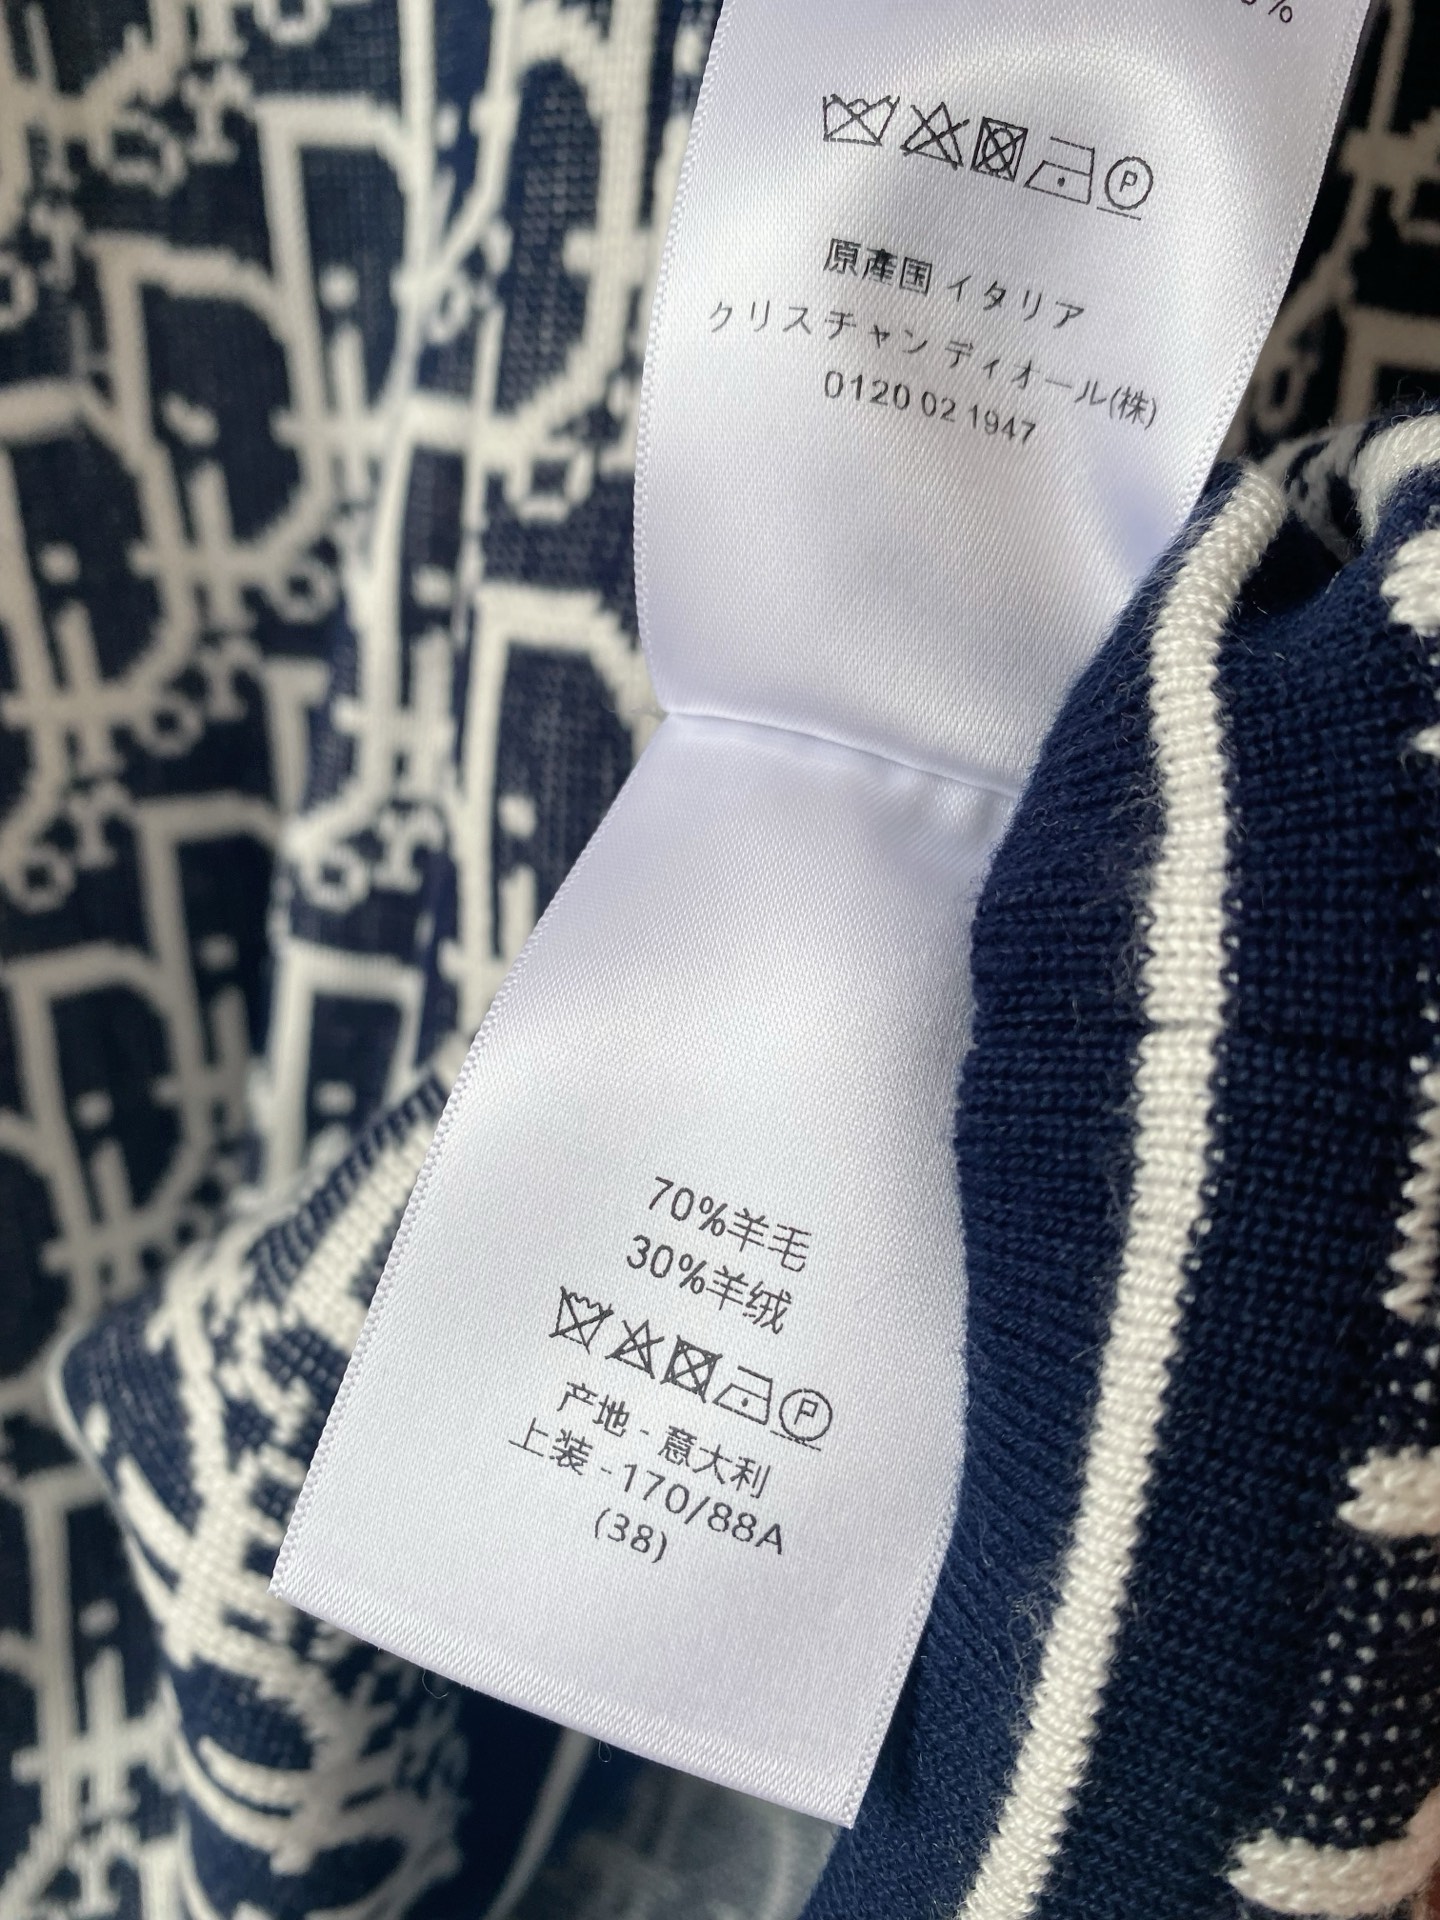 %
P
原産国 イタリア
クリスチャン ディオール(株)
0120 02 1947
70%羊毛
30%羊绒
P
产地 - 意大利
上装 -170/88A
(38)